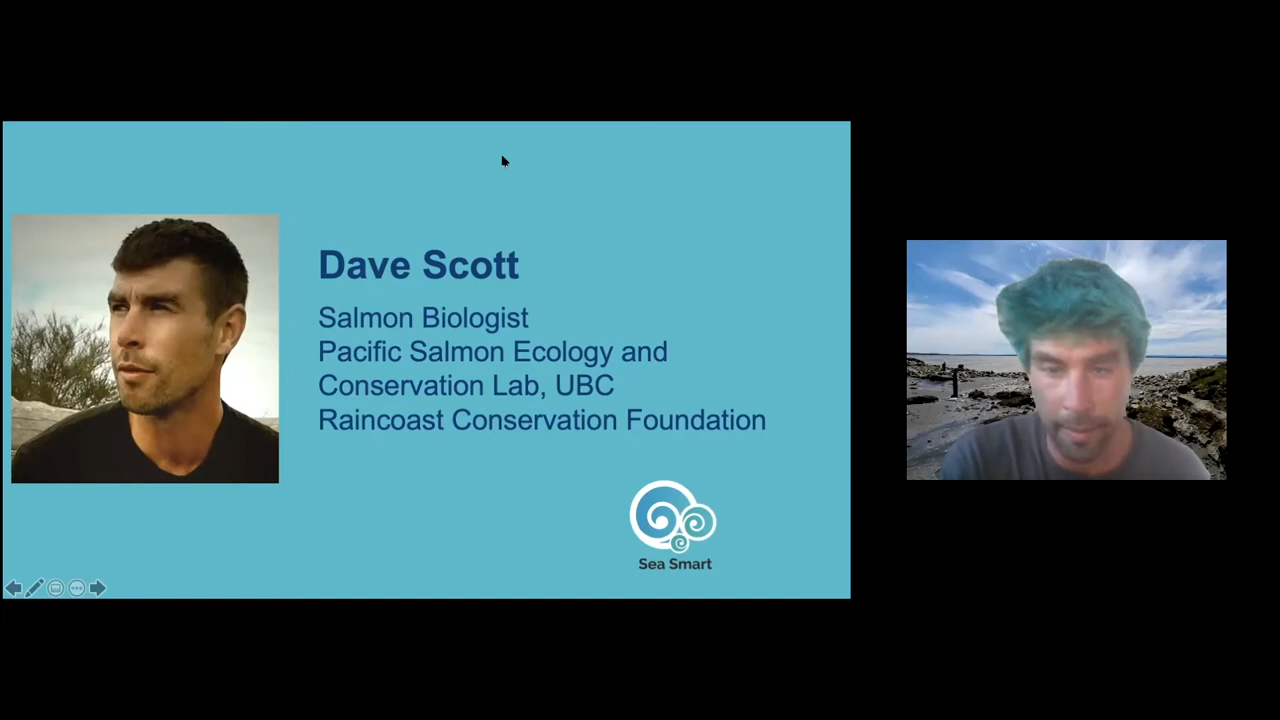 Dave Scott
Salmon Biologist
Pacific Salmon Ecology and
Conservation Lab, UBC
Raincoast Conservation Foundation
Sea Smart